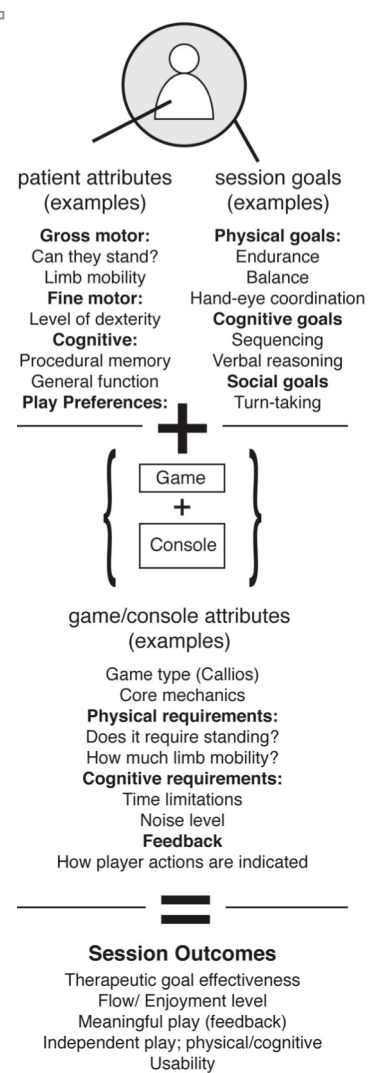 patient attributes
(examples)
Gross motor:
Can they stand?
Limb mobility
Fine motor:
Level of dexterity
Cognitive:
Procedural memory
General function
Play Preferences:
session goals
(examples)
Physical goals:
Endurance
Balance
Hand-eye coordination
Cognitive goals
Sequencing
Verbal reasoning
Social goals
Turn-taking
+
Game
+
Console
game/console attributes
(examples)
Game type (Callios)
Core mechanics
Physical requirements:
Does it require standing?
How much limb mobility?
Cognitive requirements:
Time limitations
Noise level
Feedback
How player actions are indicated
=
Session Outcomes
Therapeutic goal effectiveness
Flow/ Enjoyment level
Meaningful play (feedback)
Independent play; physical/cognitive
Usability